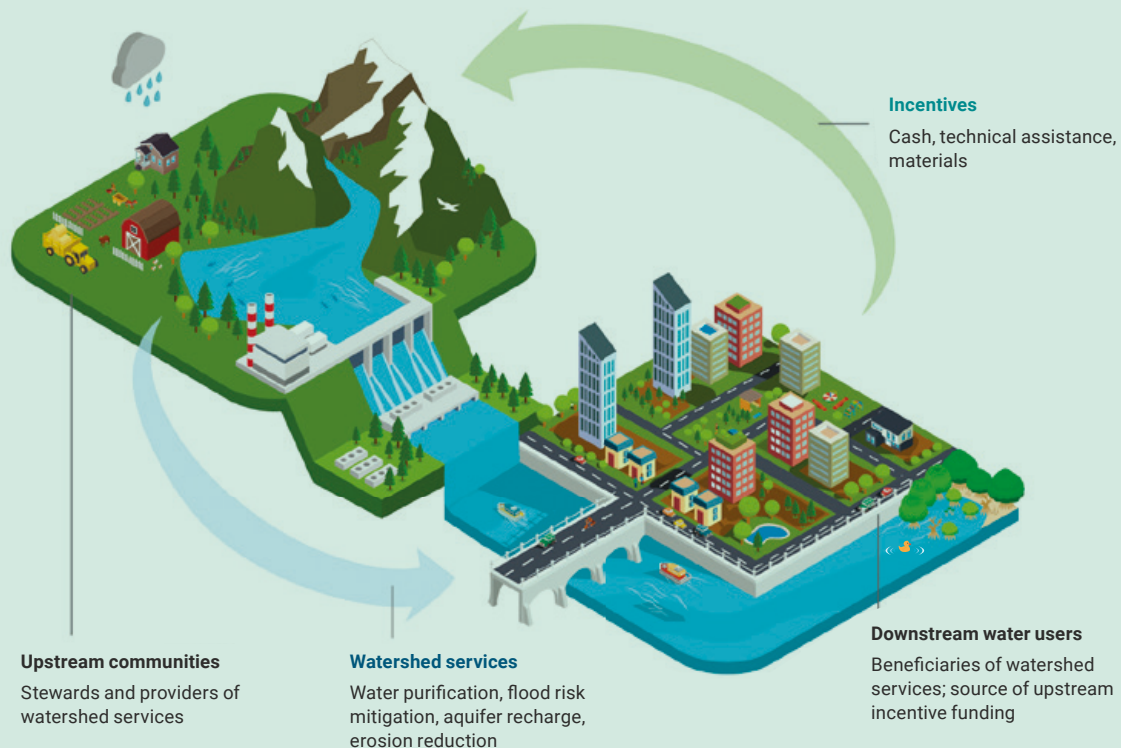 Incentives
Cash, technical assistance,
materials
Upstream communities
Stewards and providers of
watershed services
Watershed services
Water purification, flood risk
mitigation, aquifer recharge,
erosion reduction
Downstream water users
Beneficiaries of watershed
services; source of upstream
incentive funding